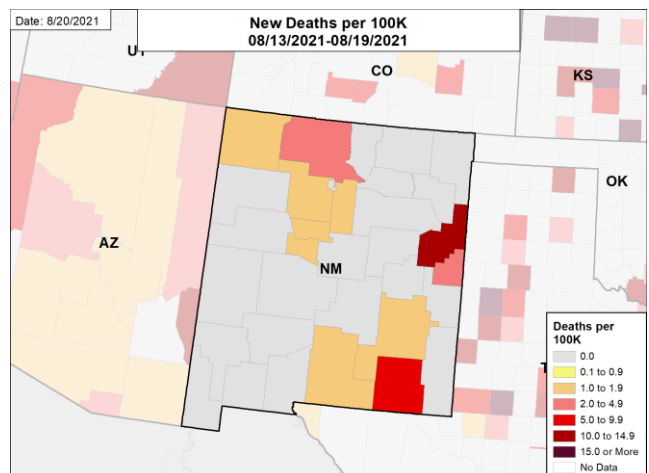 Date: 8/20/2021
New Deaths per 100K
08/13/2021-08/19/2021
UT
CO
KS
OK
AZ
NM
T
Deaths per
100K
0.0
0.1 to 0.9
1.0 to 1.9
2.0 to 4.9
5.0 to 9.9
10.0 to 14.9
15.0 or More
No Data